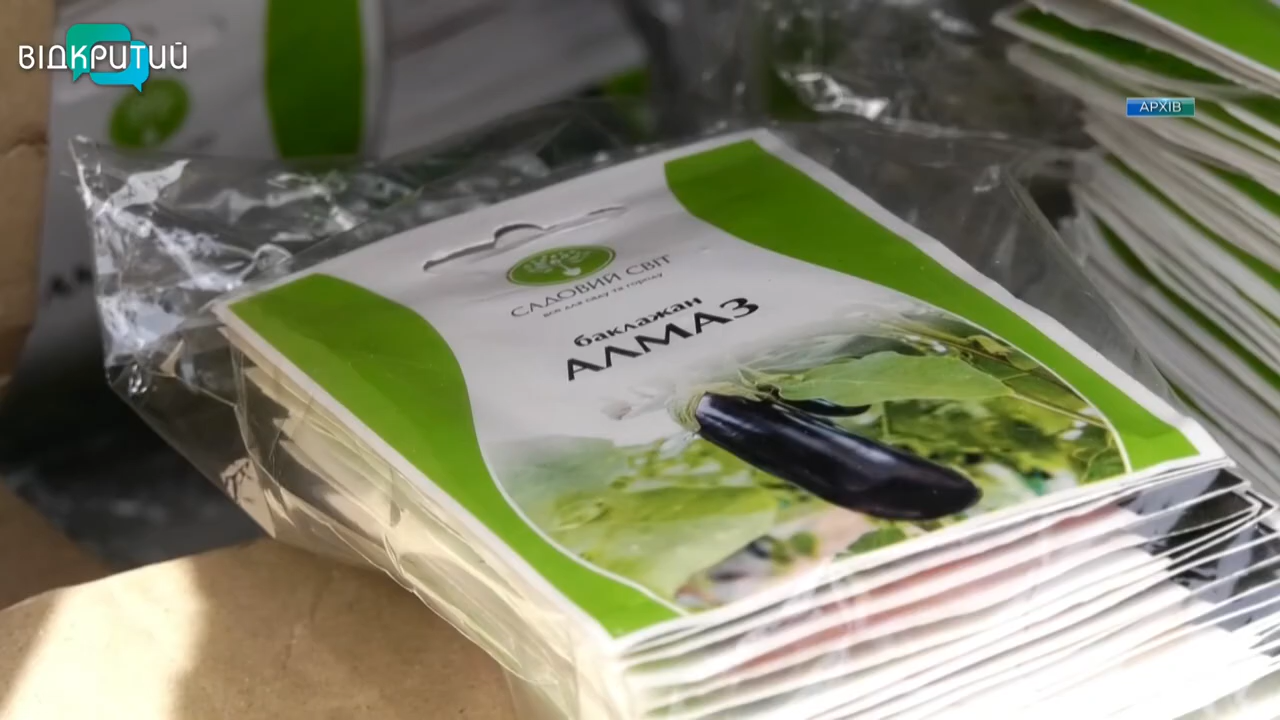 ВІДКРИТИЙ
АРХІВ
САДОВИЙ СВІТ
все для саду та городу
баклажан
АЛМАЗ